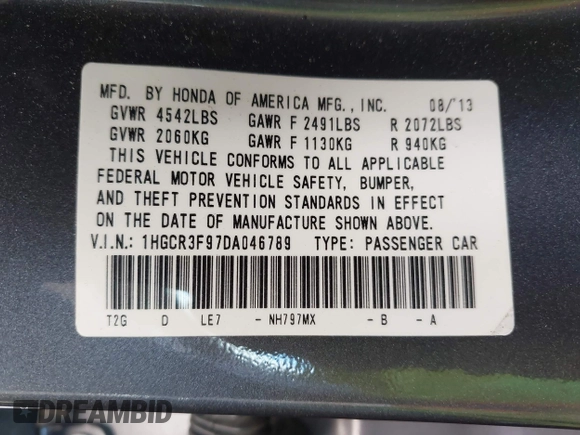 MFD. BY HONDA OF AMERICA MFG., INC. 08/'13
GVWR 4542LBS GAWR F 2491LBS R 2072LBS
GVWR 2060KG GAWR F 1130KG R 940KG
THIS VEHICLE CONFORMS TO ALL APPLICABLE
FEDERAL MOTOR VEHICLE SAFETY, BUMPER,
AND THEFT PREVENTION STANDARDS IN EFFECT
ON THE DATE OF MANUFACTURE SHOWN ABOVE.
V.I.N.: 1HGCR3F97DA046789 TYPE: PASSENGER CAR
T2G D LE7 - NH797MX - B - A
DREAMBID